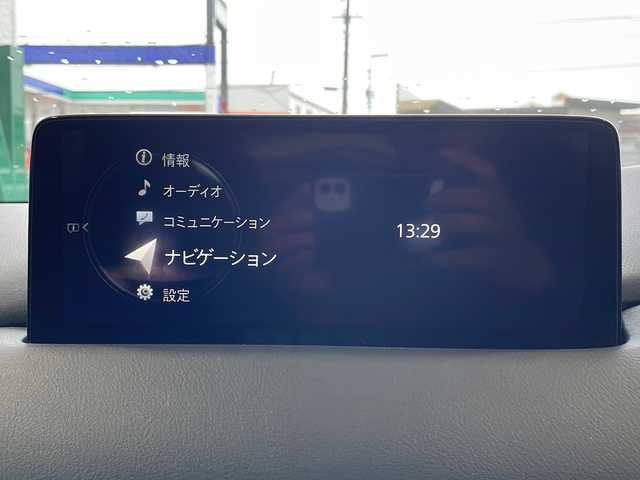 情報
オーディオ
コミュニケーション
ナビゲーション
設定
13:29